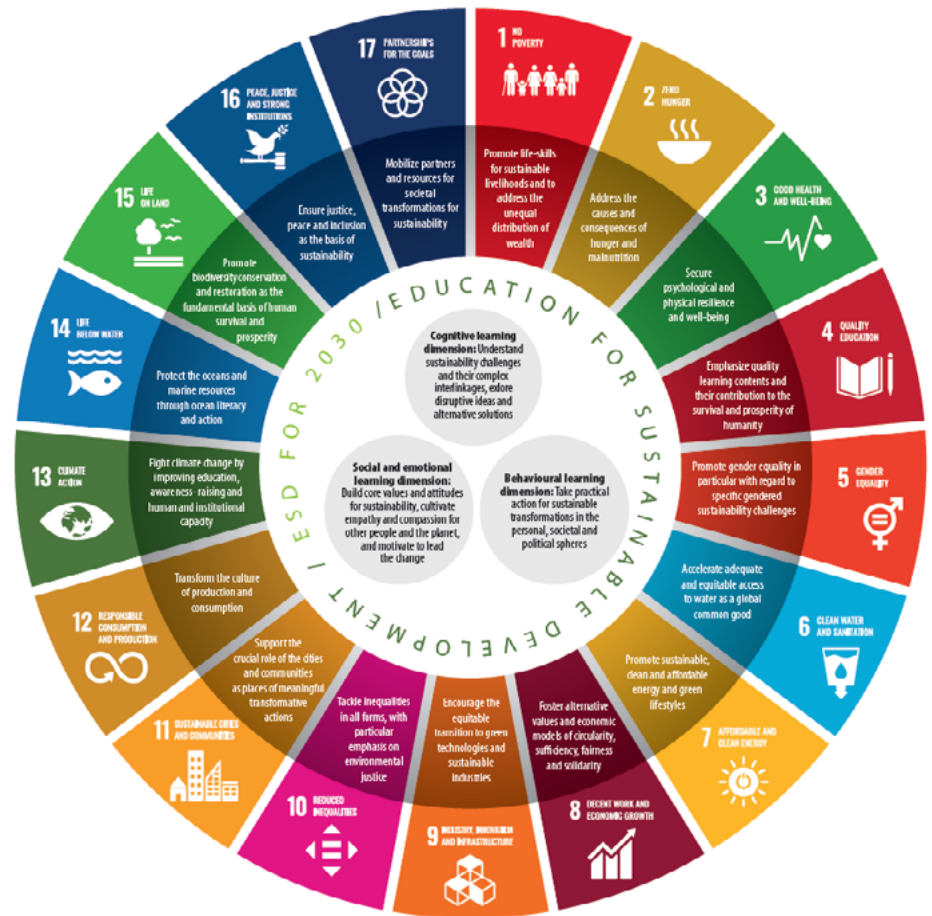 1 NO
POVERTY
Promote life-skills
for sustainable
livelihoods and to
address the
unequal
distribution of
wealth
2 ZERO
HUNGER
Address the
causes and
consequences of
hunger and
malnutrition
3 GOOD HEALTH
AND WELL-BEING
Secure
psychological and
physical resilience
and well-being
4 QUALITY
EDUCATION
Emphasize quality
learning contents and
their contribution to the
survival and prosperity of
humanity
5 GENDER
EQUALITY
Promote gender equality in
particular with regard to
specific gendered
sustainability challenges
6 CLEAN WATER
AND SANITATION
Accelerate adequate
and equitable access
to water as a global
common good
7 AFFORDABLE AND
CLEAN ENERGY
Promote sustainable,
clean and affordable
energy and green
lifestyles
8 DECENT WORK AND
ECONOMIC GROWTH
Foster alternative
values and economic
models of circularity,
sufficiency, fairness
and solidarity
9 INDUSTRY, INNOVATION
AND INFRASTRUCTURE
Encourage the
equitable
transition to green
technologies and
sustainable
industries
10 REDUCED
INEQUALITIES
Tackle inequalities
in all forms, with
particular
emphasis on
environmental
justice
11 SUSTAINABLE CITIES
AND COMMUNITIES
Support the
crucial role of the cities
and communities
as places of meaningful
transformative
actions
12 RESPONSIBLE
CONSUMPTION
AND PRODUCTION
Transform the culture
of production and
consumption
13 CLIMATE
ACTION
Fight climate change by
improving education,
awareness- raising and
human and institutional
capacity
14 LIFE
BELOW WATER
Protect the oceans and
marine resources
through ocean literacy
and action
15 LIFE
ON LAND
Promote
biodiversity conservation
and restoration as the
fundamental basis of human
survival and
prosperity
16 PEACE, JUSTICE
AND STRONG
INSTITUTIONS
Ensure justice,
peace and inclusion
as the basis of
sustainability
17 PARTNERSHIPS
FOR THE GOALS
Mobilize partners
and resources for
societal
transformations for
sustainability
ESD FOR 2030 / EDUCATION FOR SUSTAINABLE DEVELOPMENT /
Cognitive learning
dimension: Understand
sustainability challenges
and their complex
interlinkages, exlore
disruptive ideas and
alternative solutions
Social and emotional
learning dimension:
Build core values and attitudes
for sustainability, cultivate
empathy and compassion for
other people and the planet,
and motivate to lead
the change
Behavioural learning
dimension: Take practical
action for sustainable
transformations in the
personal, societal and
political spheres